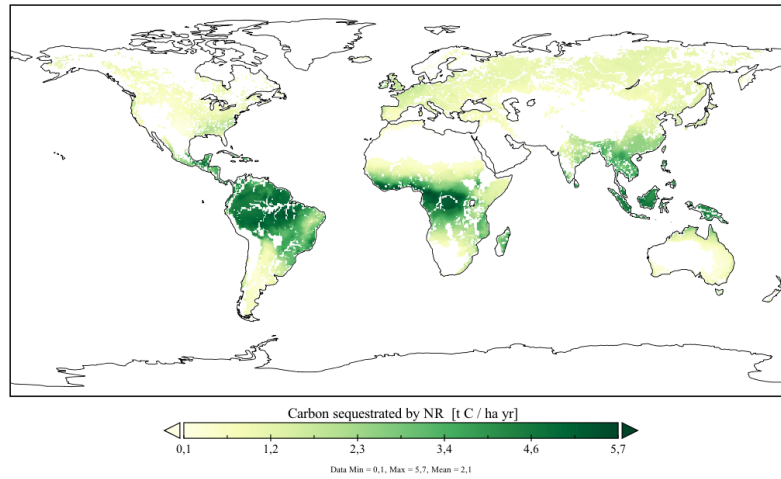 Carbon sequestrated by NR [t C / ha yr]
0,1 1,2 2,3 3,4 4,6 5,7
Data Min = 0,1, Max = 5,7, Mean = 2,1